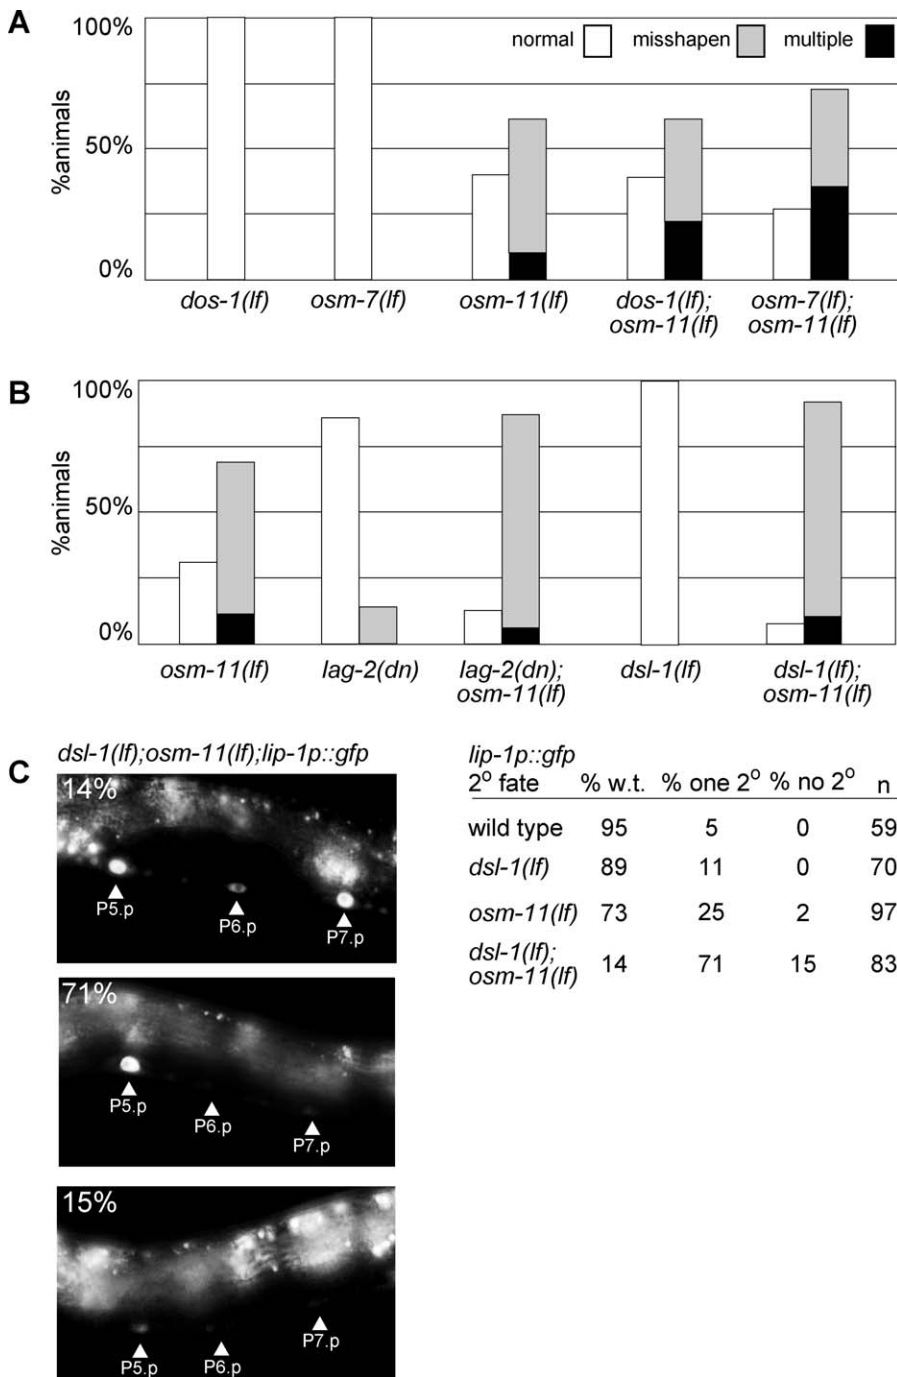 A
100%
50%
0%
%animals
normal misshapen multiple
dos-1(lf) osm-7(lf) osm-11(lf) dos-1(lf); osm-7(lf);
osm-11(lf) osm-11(lf)
B
100%
50%
0%
%animals
osm-11(lf) lag-2(dn) lag-2(dn); dsl-1(lf) dsl-1(lf);
osm-11(lf) osm-11(lf)
C
dsl-1(lf);osm-11(lf);lip-1p::gfp
14%
P5.p P6.p P7.p
71%
P5.p P6.p P7.p
15%
P5.p P6.p P7.p
lip-1p::gfp
2o fate % w.t. % one 2o % no 2o n
wild type 95 5 0 59
dsl-1(lf) 89 11 0 70
osm-11(lf) 73 25 2 97
dsl-1(lf);
osm-11(lf) 14 71 15 83